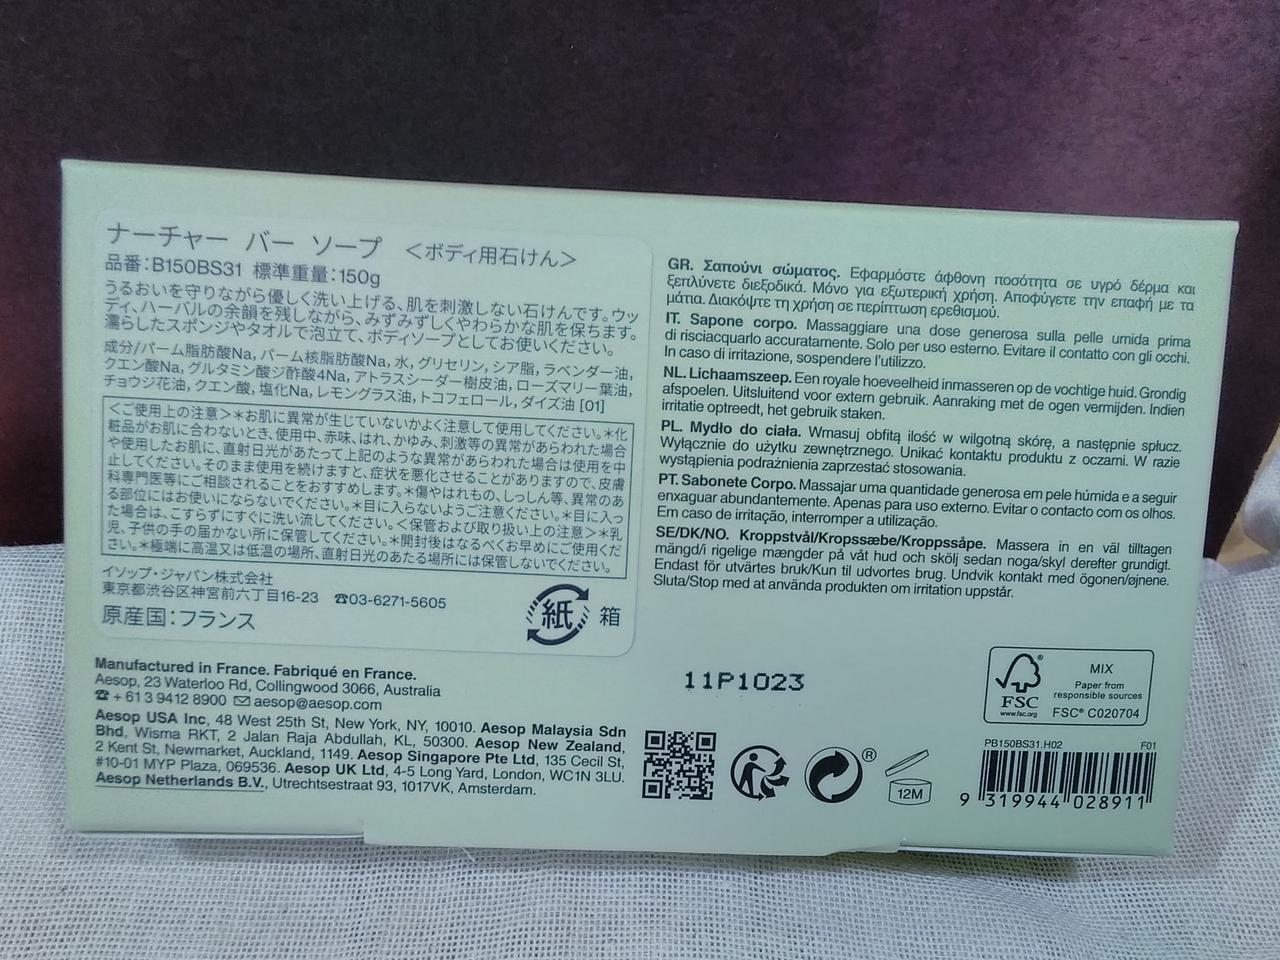 ナーチャー バー ソープ <ボディ用石けん>
品番:B150BS31 標準重量:150g
うるおいを守りながら優しく洗い上げる、肌を刺激しない石けんです。ウッ
ディ、ハーバルの余韻を残しながら、みずみずしくやわらかな肌を保ちます。
濡らしたスポンジやタオルで泡立て、ボディソープとしてお使いください。
成分/パーム脂肪酸Na, パーム核脂肪酸Na, 水, グリセリン, シア脂, ラベンダー油,
クエン酸Na, グルタミン酸ジ酢酸4Na, アトラスシーダー樹皮油, ローズマリー葉油,
チョウジ花油, クエン酸, 塩化Na, レモングラス油, トコフェロール, ダイズ油 [01]
<ご使用上の注意>*お肌に異常が生じていないかよく注意して使用してください。*化
粧品がお肌に合わないとき、使用中、赤味、はれ、かゆみ、刺激等の異常があらわれた場合
や使用したお肌に、直射日光があたって上記のような異常があらわれた場合は使用を中
止してください。そのまま使用を続けますと、症状を悪化させることがありますので、皮膚
科専門医等にご相談されることをおすすめします。*傷やはれもの、しっしん等、異常のあ
る部位にはお使いにならないでください。*目に入らないようご注意ください。*目に入っ
た場合は、こすらずにすぐに洗い流してください。<保管および取り扱い上の注意>*乳
児、子供の手の届かない所に保管してください。*開封後はなるべくお早めにご使用くだ
さい。*極端に高温又は低温の場所、直射日光のあたる場所には保管しないでください。
イソップ・ジャパン株式会社
東京都渋谷区神宮前六丁目16-23 ☎03-6271-5605
原産国:フランス
紙 箱
Manufactured in France. Fabriqué en France.
Aesop, 23 Waterloo Rd, Collingwood 3066, Australia
☎ + 61 3 9412 8900 ✉ aesop@aesop.com
Aesop USA Inc, 48 West 25th St, New York, NY, 10010. Aesop Malaysia Sdn
Bhd, Wisma RKT, 2 Jalan Raja Abdullah, KL, 50300. Aesop New Zealand,
2 Kent St, Newmarket, Auckland, 1149. Aesop Singapore Pte Ltd, 135 Cecil St,
#10-01 MYP Plaza, 069536. Aesop UK Ltd, 4-5 Long Yard, London, WC1N 3LU.
Aesop Netherlands B.V., Utrechtsestraat 93, 1017VK, Amsterdam.
GR. Σαπούνι σώματος. Εφαρμόστε άφθονη ποσότητα σε υγρό δέρμα και
ξεπλύνετε διεξοδικά. Μόνο για εξωτερική χρήση. Αποφύγετε την επαφή με τα
μάτια. Διακόψτε τη χρήση σε περίπτωση ερεθισμού.
IT. Sapone corpo. Massaggiare una dose generosa sulla pelle umida prima
di risciacquarlo accuratamente. Solo per uso esterno. Evitare il contatto con gli occhi.
In caso di irritazione, sospendere l'utilizzo.
NL. Lichaamszeep. Een royale hoeveelheid inmasseren op de vochtige huid. Grondig
afspoelen. Uitsluitend voor extern gebruik. Aanraking met de ogen vermijden. Indien
irritatie optreedt, het gebruik staken.
PL. Mydło do ciała. Wmasuj obfitą ilość w wilgotną skórę, a następnie spłucz.
Wyłącznie do użytku zewnętrznego. Unikać kontaktu produktu z oczami. W razie
wystąpienia podrażnienia zaprzestać stosowania.
PT. Sabonete Corpo. Massajar uma quantidade generosa em pele húmida e a seguir
enxaguar abundantemente. Apenas para uso externo. Evitar o contacto com os olhos.
Em caso de irritação, interromper a utilização.
SE/DK/NO. Kroppstvål/Kropssæbe/Kroppssåpe. Massera in en väl tilltagen
mängd/i rigelige mængder på våt hud och skölj sedan noga/skyl derefter grundigt.
Endast för utvärtes bruk/Kun til udvortes brug. Undvik kontakt med ögonen/øjnene.
Sluta/Stop med at använda produkten om irritation uppstår.
11P1023
FSC
www.fsc.org
MIX
Paper from
responsible sources
FSC® C020704
®
12M
PB150BS31.H02 F01
9 319944 028911